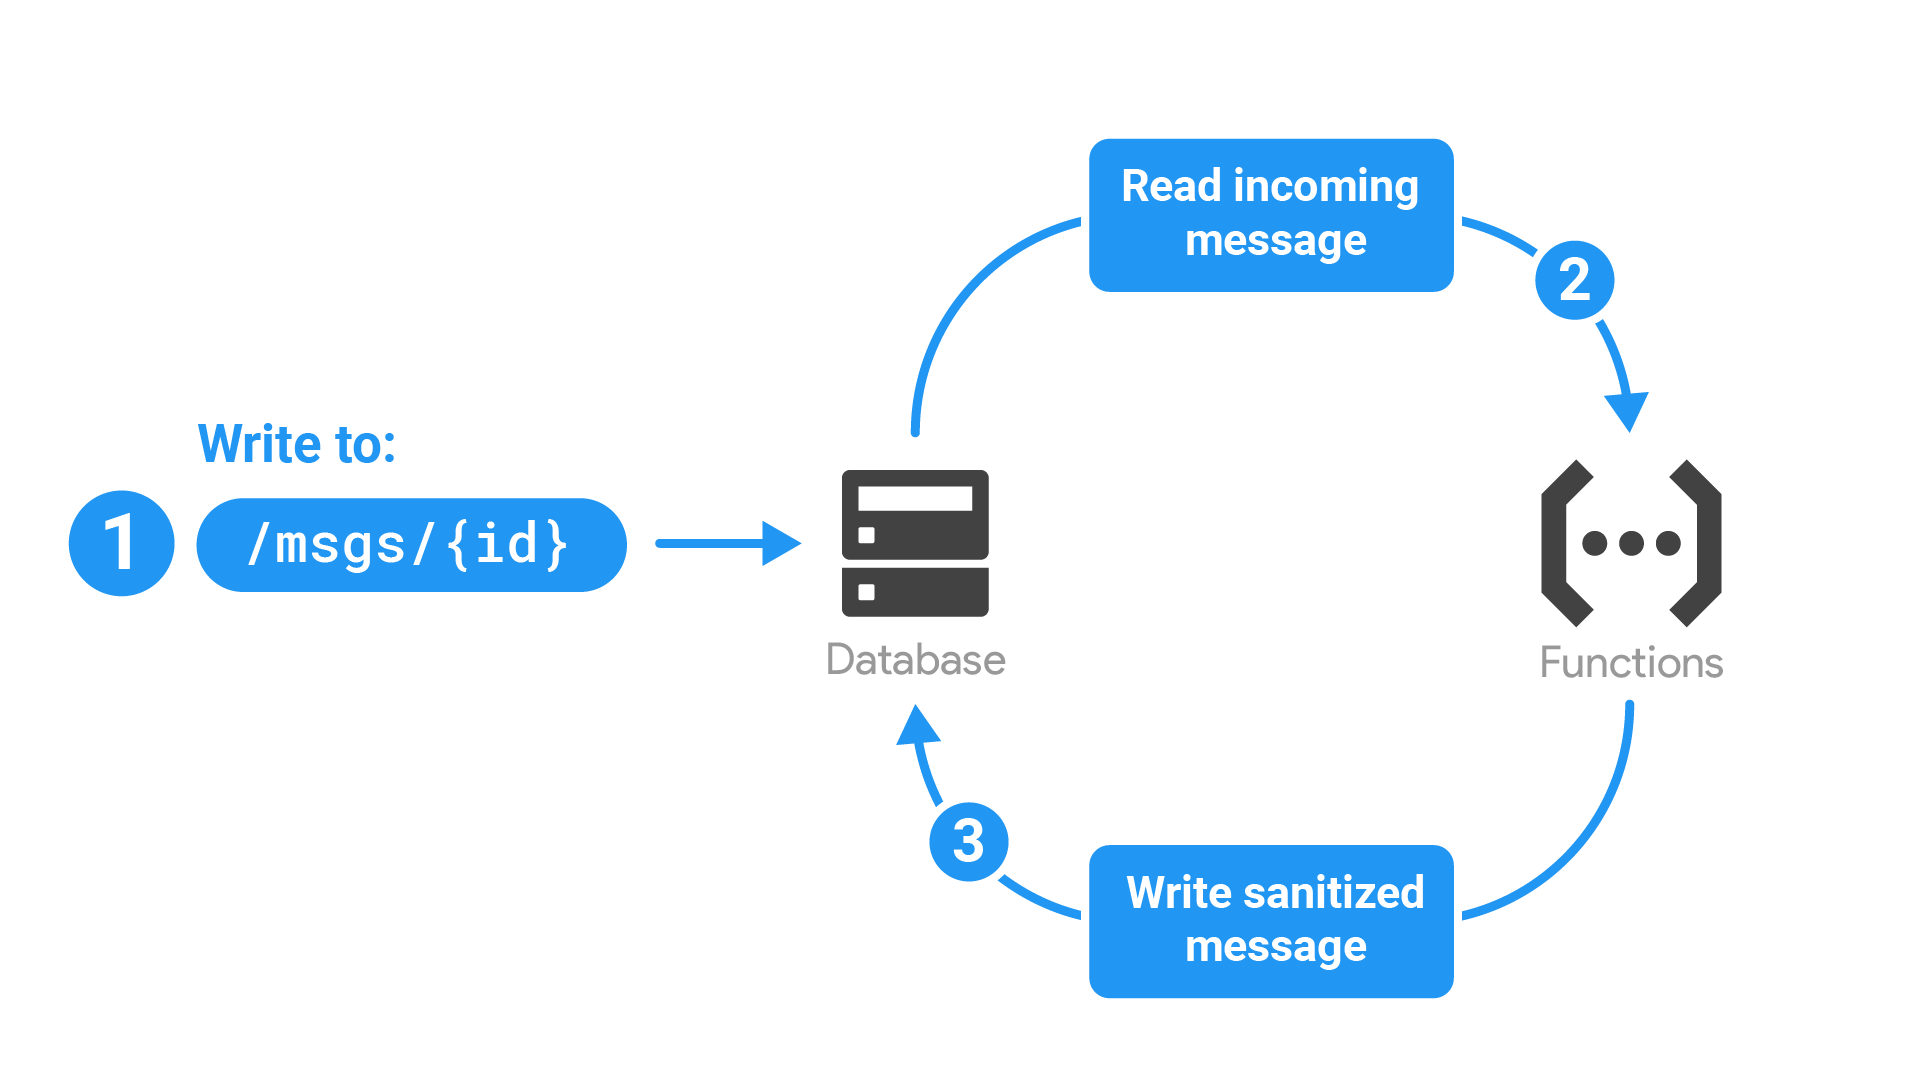 Write to:
1
/msgs/{id}
Database
Read incoming
message
2
Functions
Write sanitized
message
3